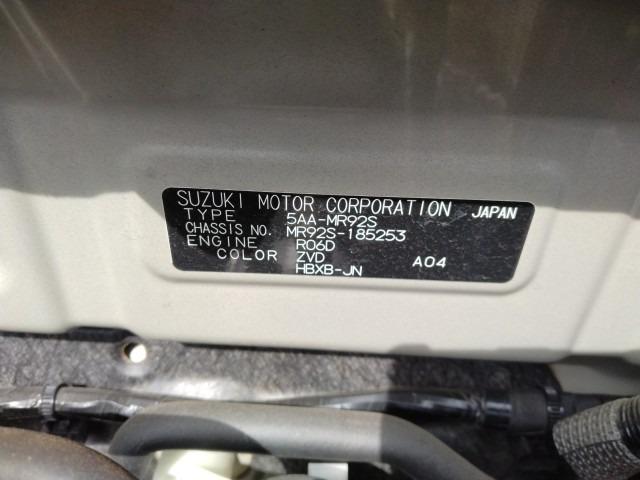 SUZUKI MOTOR CORPORATION JAPAN
TYPE 5AA-MR92S
CHASSIS NO. MR92S-185253
ENGINE R06D
COLOR ZVD A04
HBXB-JN